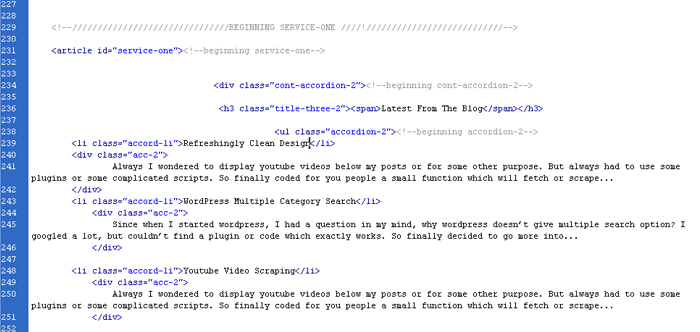 227
228
229 <!--///////////////////////////////BEGINNING SERVICE-ONE ////!///////////////////////////-->
230
231 <article id="service-one"><!--beginning service-one-->
232
233
234 <div class="cont-accordion-2"><!--beginning cont-accordion-2-->
235
236 <h3 class="title-three-2"><span>Latest From The Blog</span></h3>
237
238 <ul class="accordion-2"><!--beginning accordion-2-->
239 <li class="accord-li">Refreshingly Clean Design</li>
240 <div class="acc-2">
241 Always I wondered to display youtube videos below my posts or for some other purpose. But always had to use some
plugins or some complicated scripts. So finally coded for you people a small function which will fetch or scrape...
242 </div>
243 <li class="accord-li">WordPress Multiple Category Search</li>
244 <div class="acc-2">
245 Since when I started wordpress, I had a question in my mind, why wordpress doesn’t give multiple search option? I
googled a lot, but couldn’t find a plugin or code which exactly works. So finally decided to go more into...
246 </div>
247
248 <li class="accord-li">Youtube Video Scraping</li>
249 <div class="acc-2">
250 Always I wondered to display youtube videos below my posts or for some other purpose. But always had to use some
plugins or some complicated scripts. So finally coded for you people a small function which will fetch or scrape...
251 </div>
252